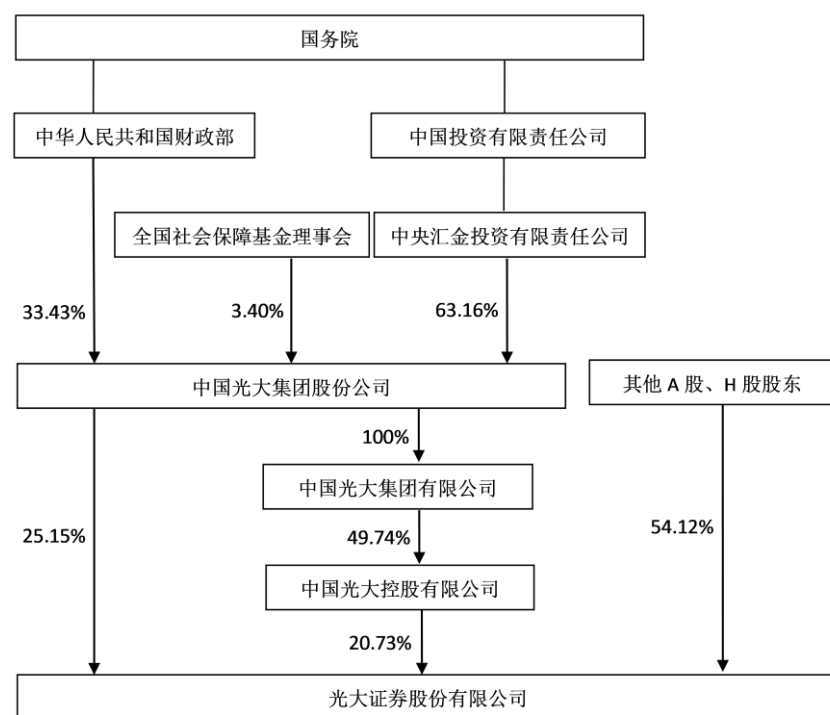 国务院
中华人民共和国财政部
中国投资有限责任公司
全国社会保障基金理事会
中央汇金投资有限责任公司
33.43%
3.40%
63.16%
中国光大集团股份公司
其他 A 股、H 股股东
100%
中国光大集团有限公司
25.15%
49.74%
54.12%
中国光大控股有限公司
20.73%
光大证券股份有限公司